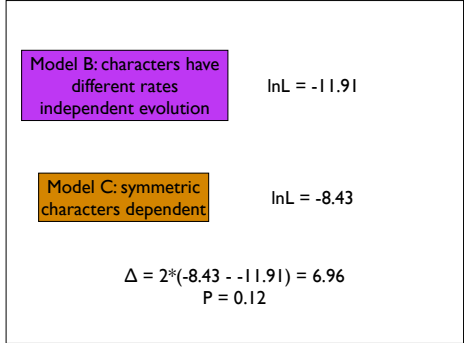 Model B: characters have
different rates
independent evolution
lnL = -11.91
Model C: symmetric
characters dependent
lnL = -8.43
Δ = 2*(-8.43 - -11.91) = 6.96
P = 0.12